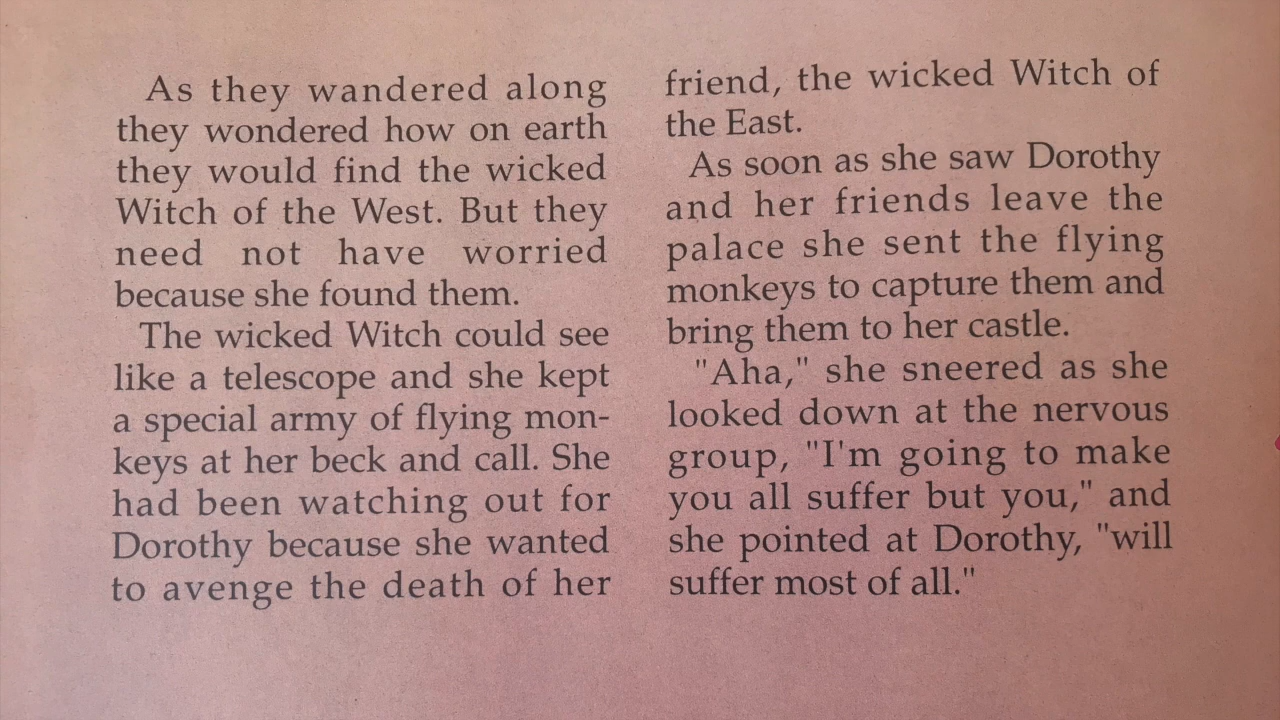 As they wandered along
they wondered how on earth
they would find the wicked
Witch of the West. But they
need not have worried
because she found them.
The wicked Witch could see
like a telescope and she kept
a special army of flying mon-
keys at her beck and call. She
had been watching out for
Dorothy because she wanted
to avenge the death of her
friend, the wicked Witch of
the East.
As soon as she saw Dorothy
and her friends leave the
palace she sent the flying
monkeys to capture them and
bring them to her castle.
"Aha," she sneered as she
looked down at the nervous
group, "I'm going to make
you all suffer but you," and
she pointed at Dorothy, "will
suffer most of all."